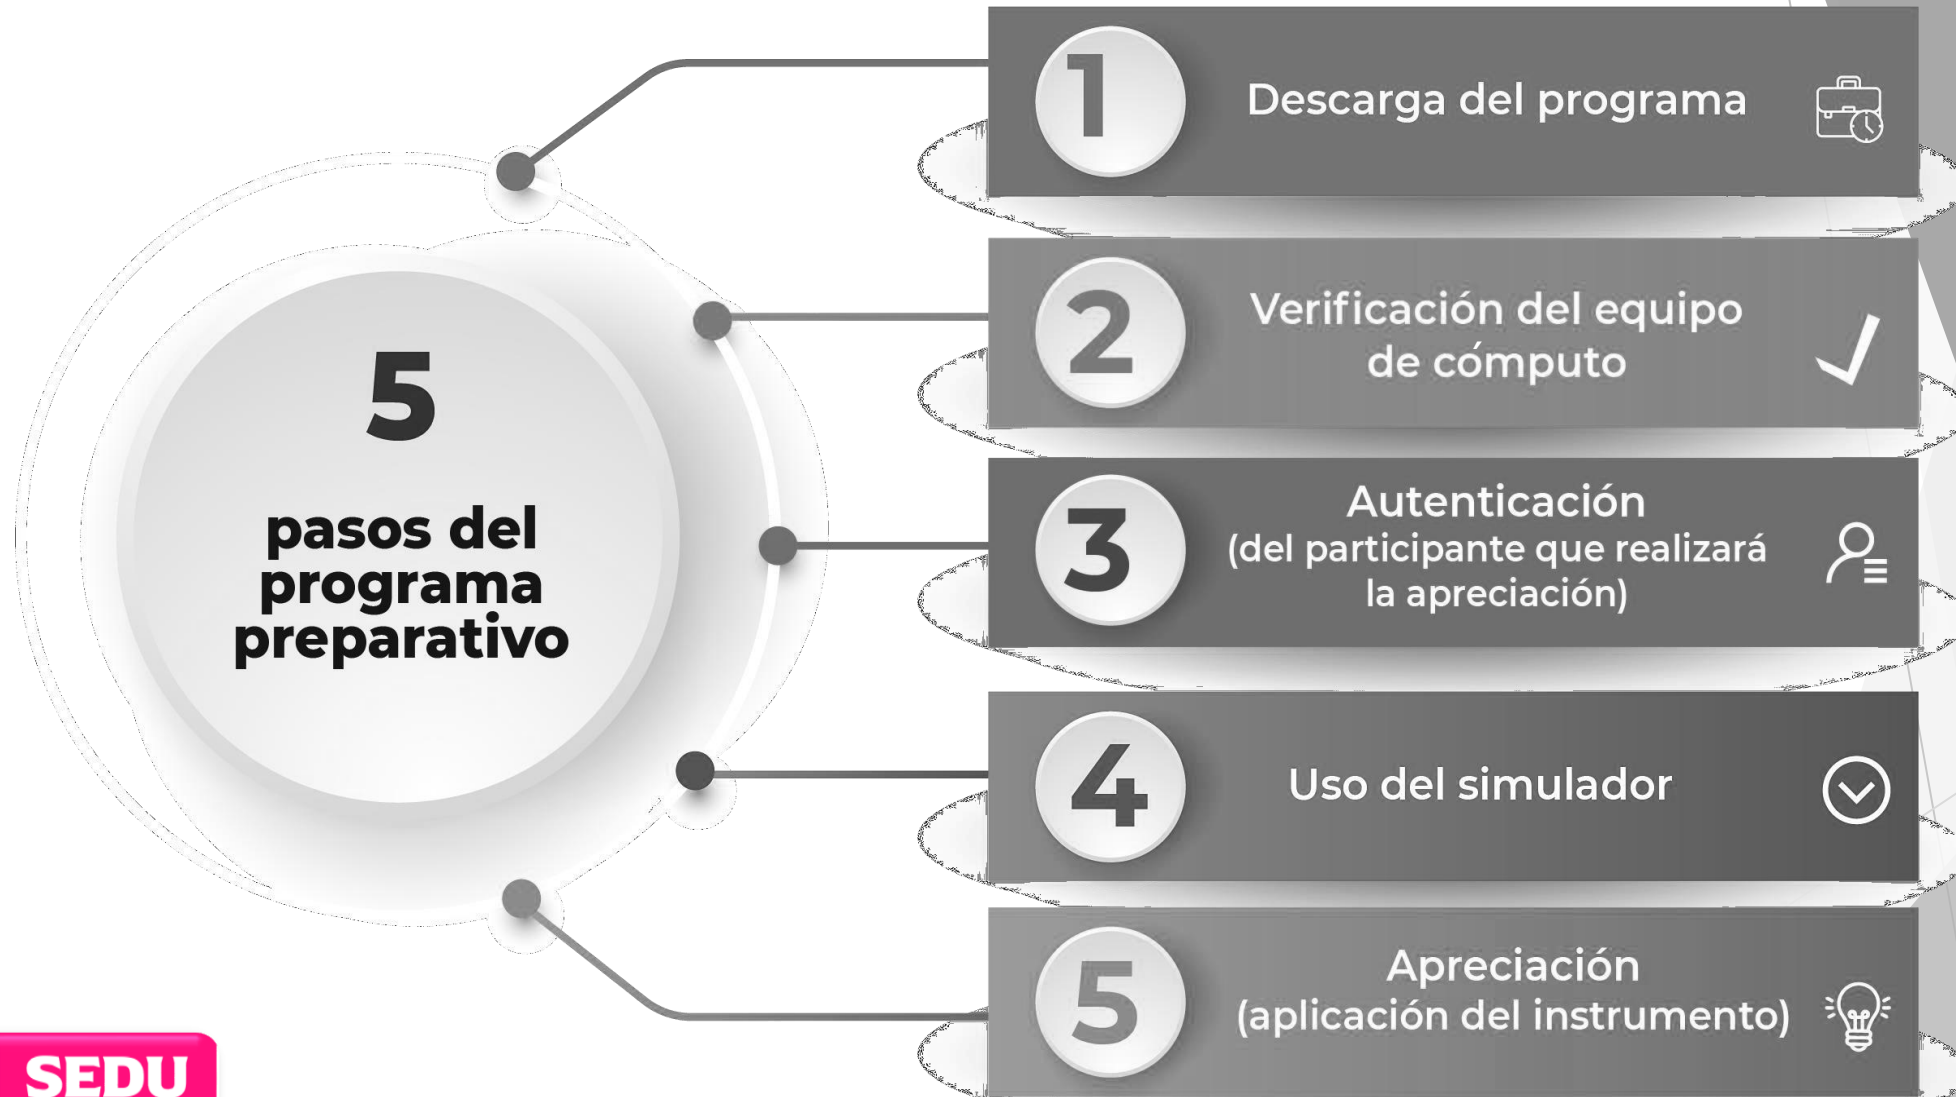 5
pasos del
programa
preparativo
1
Descarga del programa
2
Verificación del equipo
de cómputo
3
Autenticación
(del participante que realizará
la apreciación)
4
Uso del simulador
5
Apreciación
(aplicación del instrumento)
SEDU